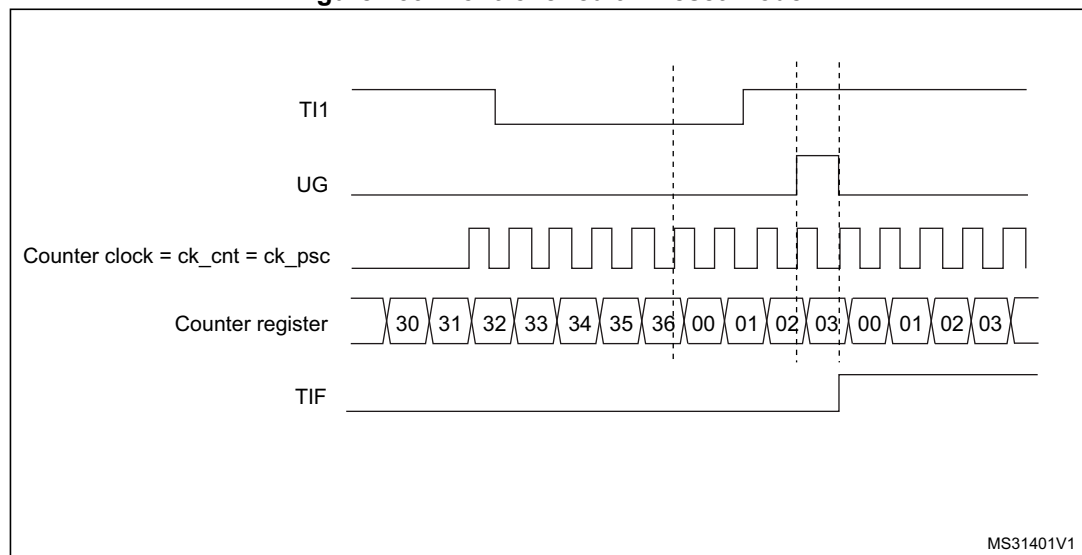 TI1
UG
Counter clock = ck_cnt = ck_psc
Counter register 30 31 32 33 34 35 36 00 01 02 03 00 01 02 03
TIF
MS31401V1